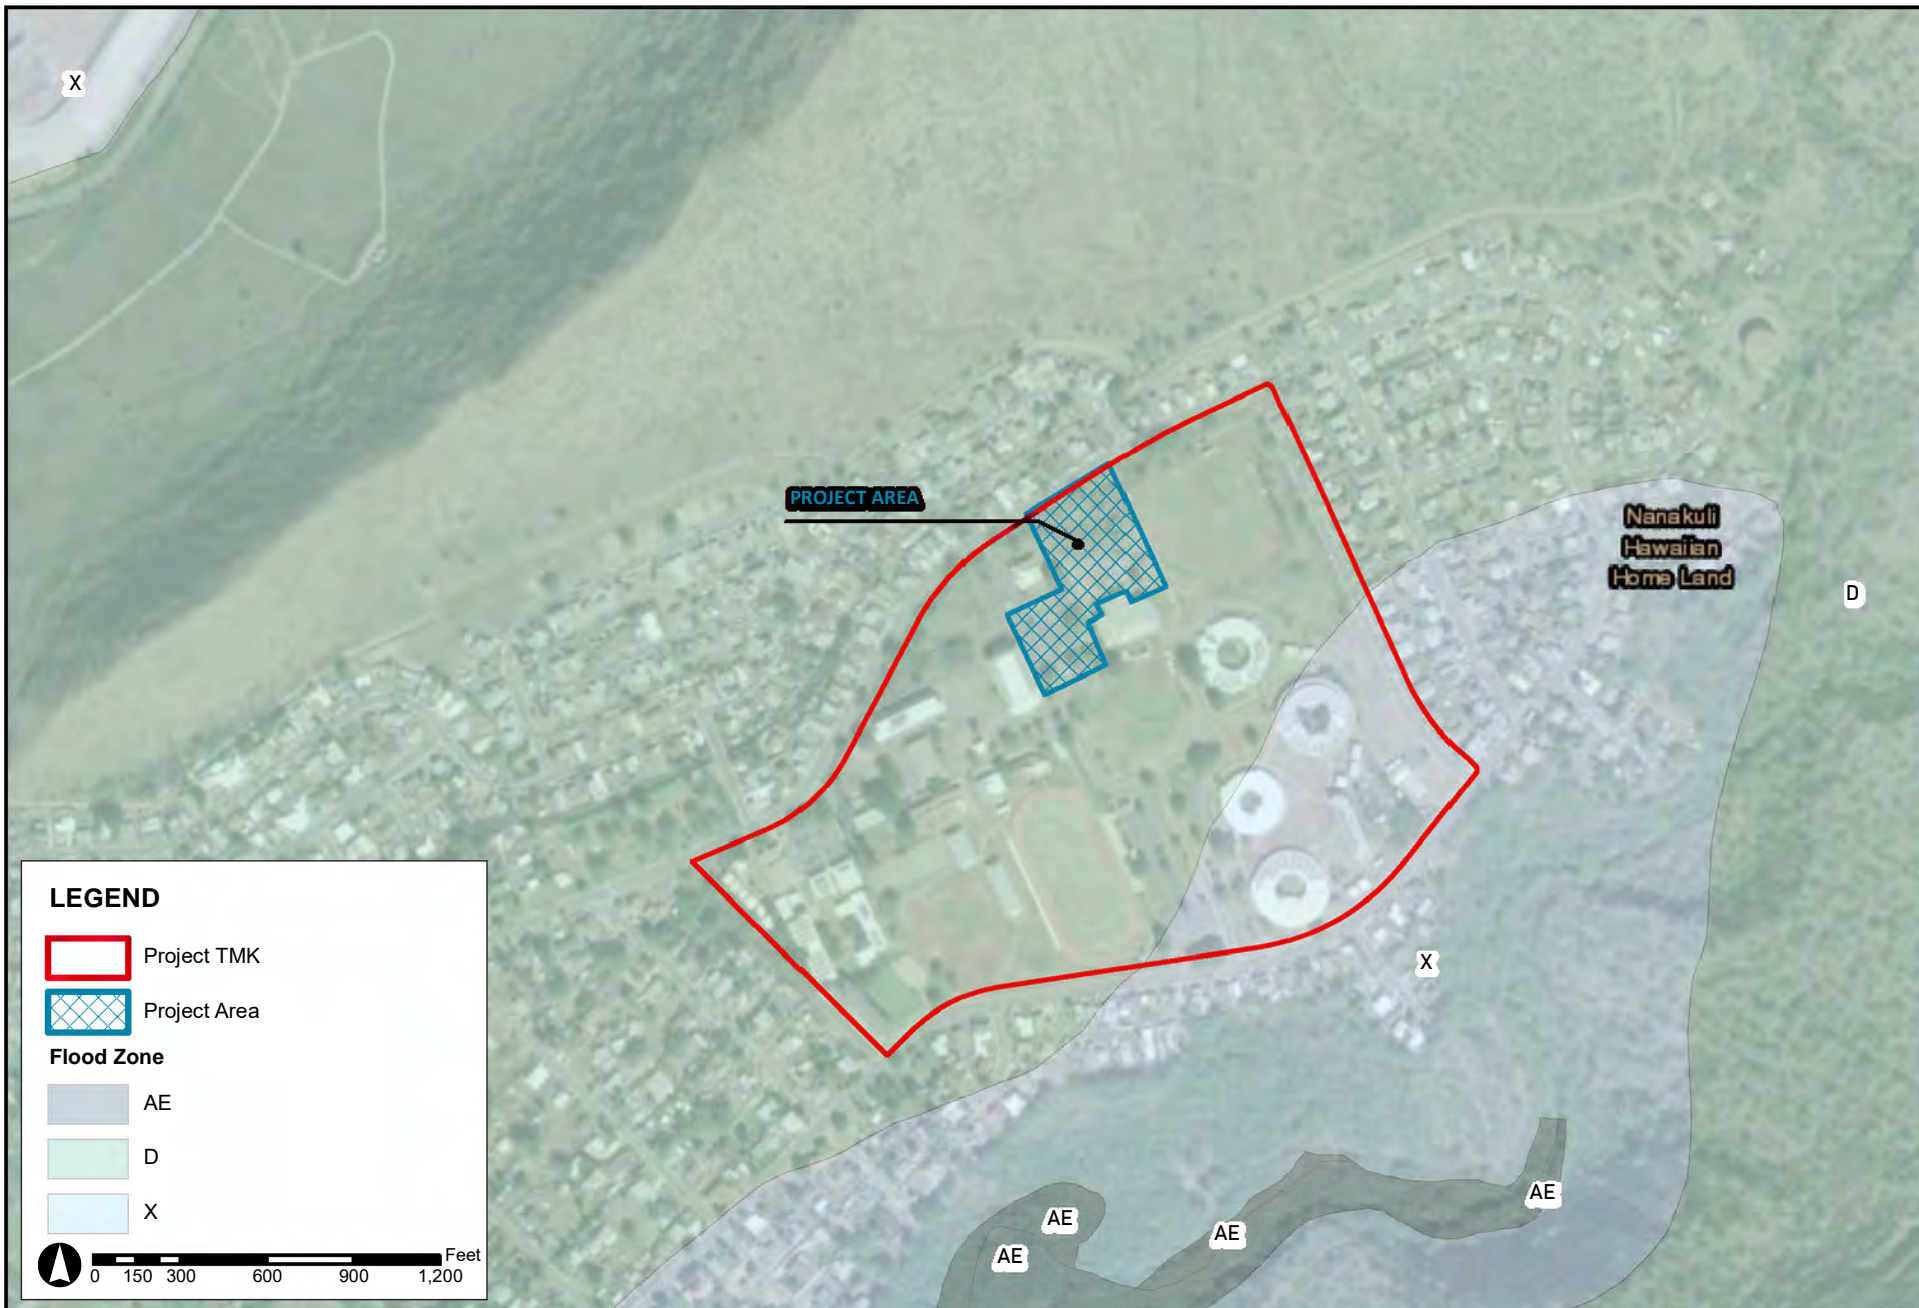 X
PROJECT AREA
Nanakuli
Hawaiian
Home Land
D
X
AE
AE
AE
AE
LEGEND
Project TMK
Project Area
Flood Zone
AE
D
X
Feet
0 150 300 600 900 1,200